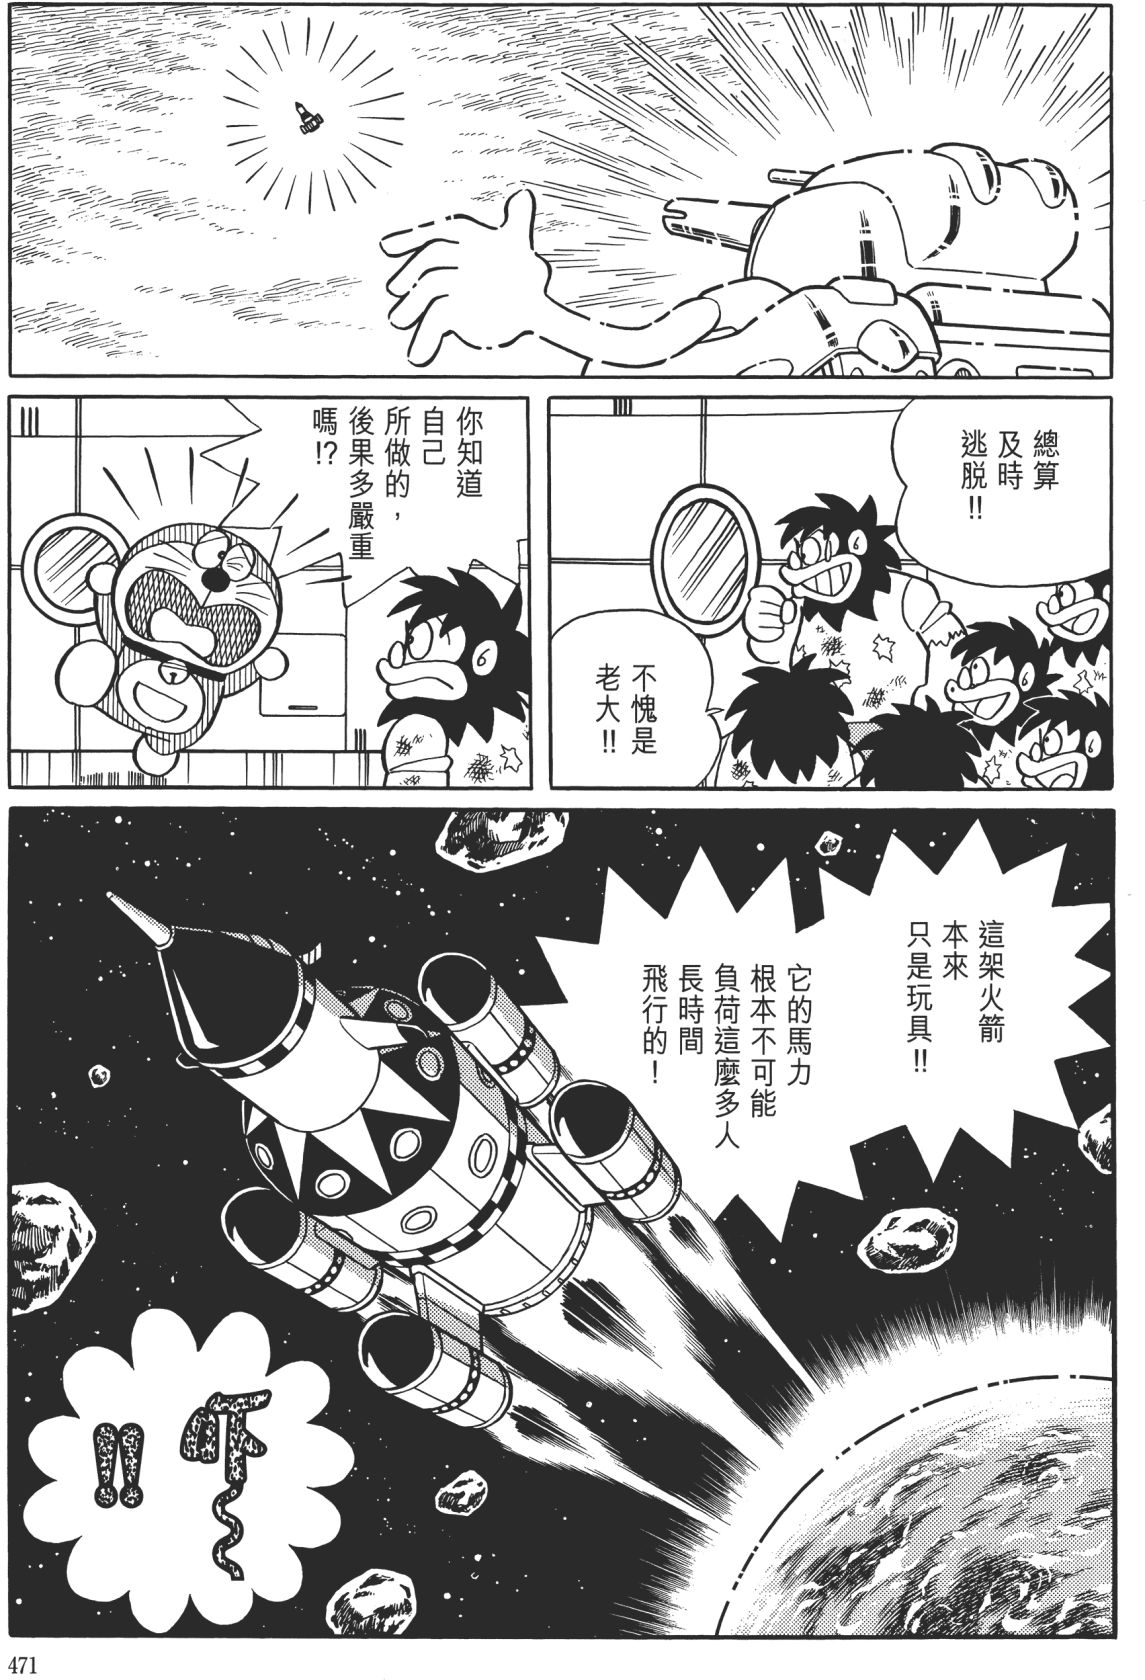 總算
及時
逃脱!!
不愧是
老大!!
你知道
自己
所做的，
後果多嚴重
嗎!?
這架火箭
本來
只是玩具!!
它的馬力
根本不可能
負荷這麼多人
長時間
飛行的！
咋~
!!
471